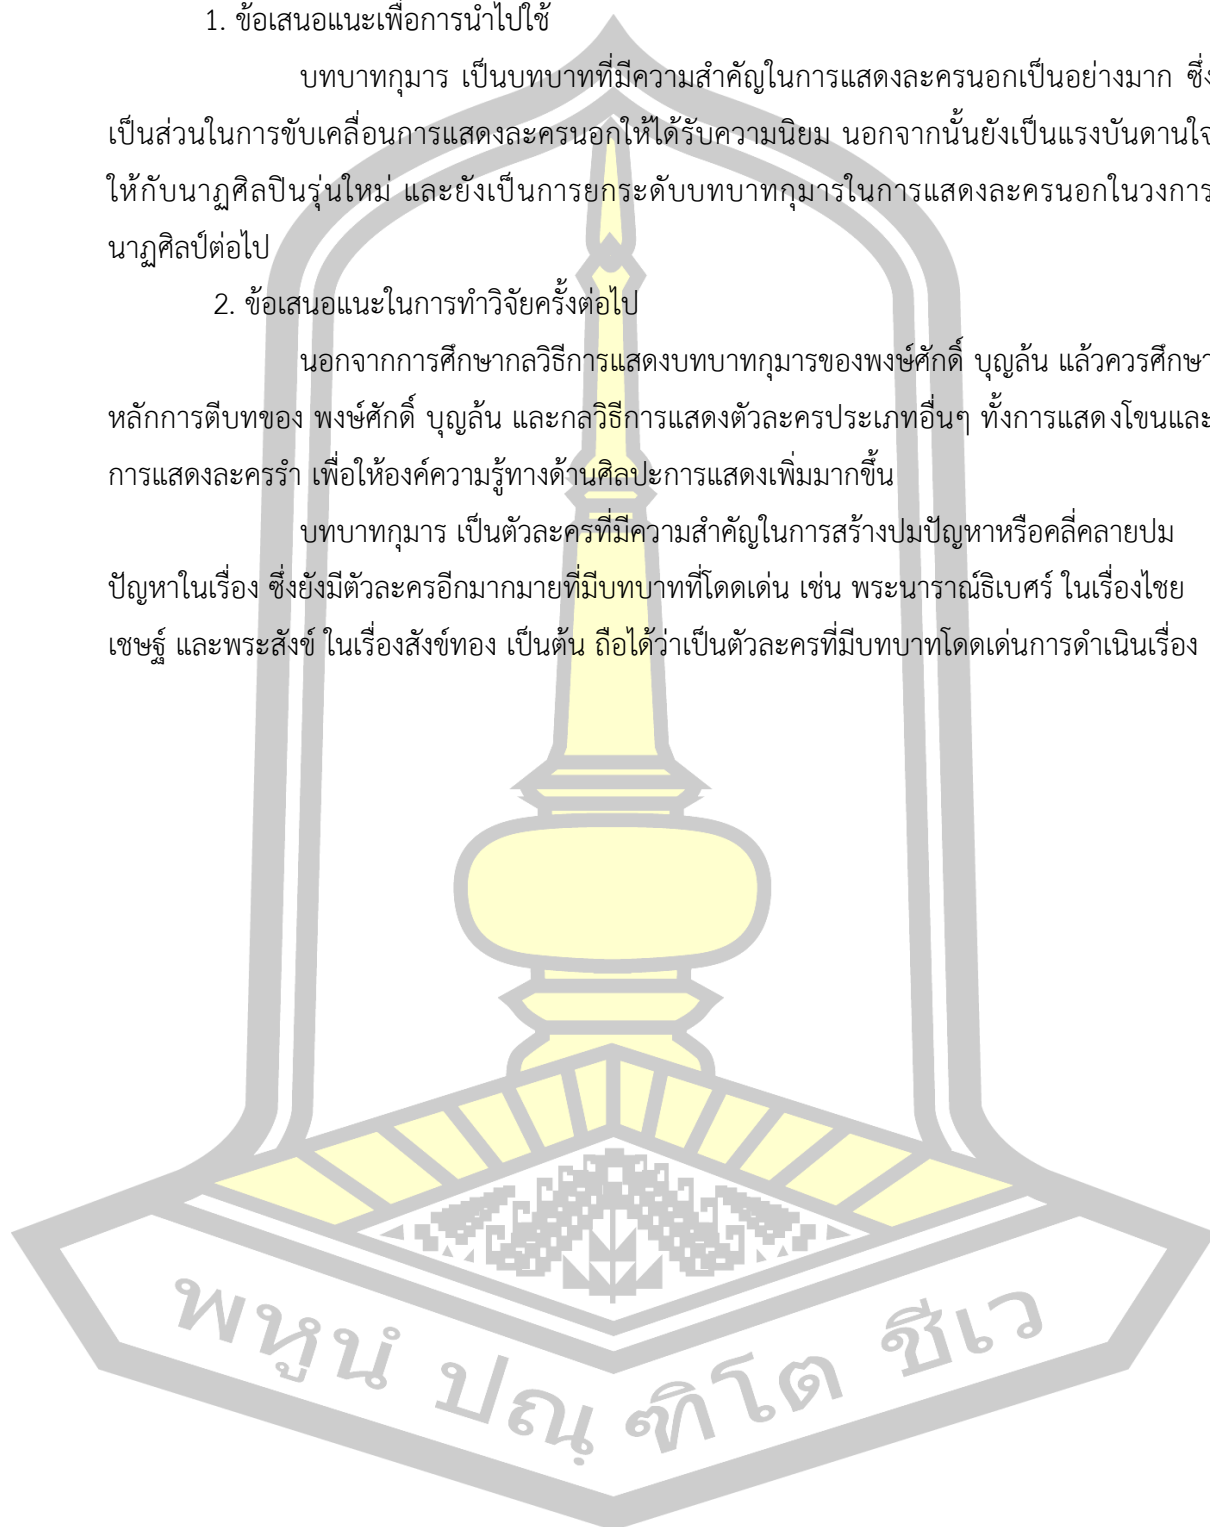 1. ข้อเสนอแนะเพื่อการนำไปใช้
บทบาทกุมาร เป็นบทบาทที่มีความสำคัญในการแสดงละครนอกเป็นอย่างมาก ซึ่ง
เป็นส่วนในการขับเคลื่อนการแสดงละครนอกให้ได้รับความนิยม นอกจากนั้นยังเป็นแรงบันดานใจ
ให้กับนาฏศิลปินรุ่นใหม่ และยังเป็นการยกระดับบทบาทกุมารในการแสดงละครนอกในวงการ
นาฏศิลป์ต่อไป
2. ข้อเสนอแนะในการทำวิจัยครั้งต่อไป
นอกจากการศึกษากลวิธีการแสดงบทบาทกุมารของพงษ์ศักดิ์ บุญล้น แล้วควรศึกษา
หลักการตีบทของ พงษ์ศักดิ์ บุญล้น และกลวิธีการแสดงตัวละครประเภทอื่นๆ ทั้งการแสดงโขนและ
การแสดงละครรำ เพื่อให้องค์ความรู้ทางด้านศิลปะการแสดงเพิ่มมากขึ้น
บทบาทกุมาร เป็นตัวละครที่มีความสำคัญในการสร้างปมปัญหาหรือคลี่คลายปม
ปัญหาในเรื่อง ซึ่งยังมีตัวละครอีกมากมายที่มีบทบาทที่โดดเด่น เช่น พระนาราณ์ธิเบศร์ ในเรื่องไชย
เชษฐ์ และพระสังข์ ในเรื่องสังข์ทอง เป็นต้น ถือได้ว่าเป็นตัวละครที่มีบทบาทโดดเด่นการดำเนินเรื่อง
พหูนํ ปณฺฑิโต ชีเว